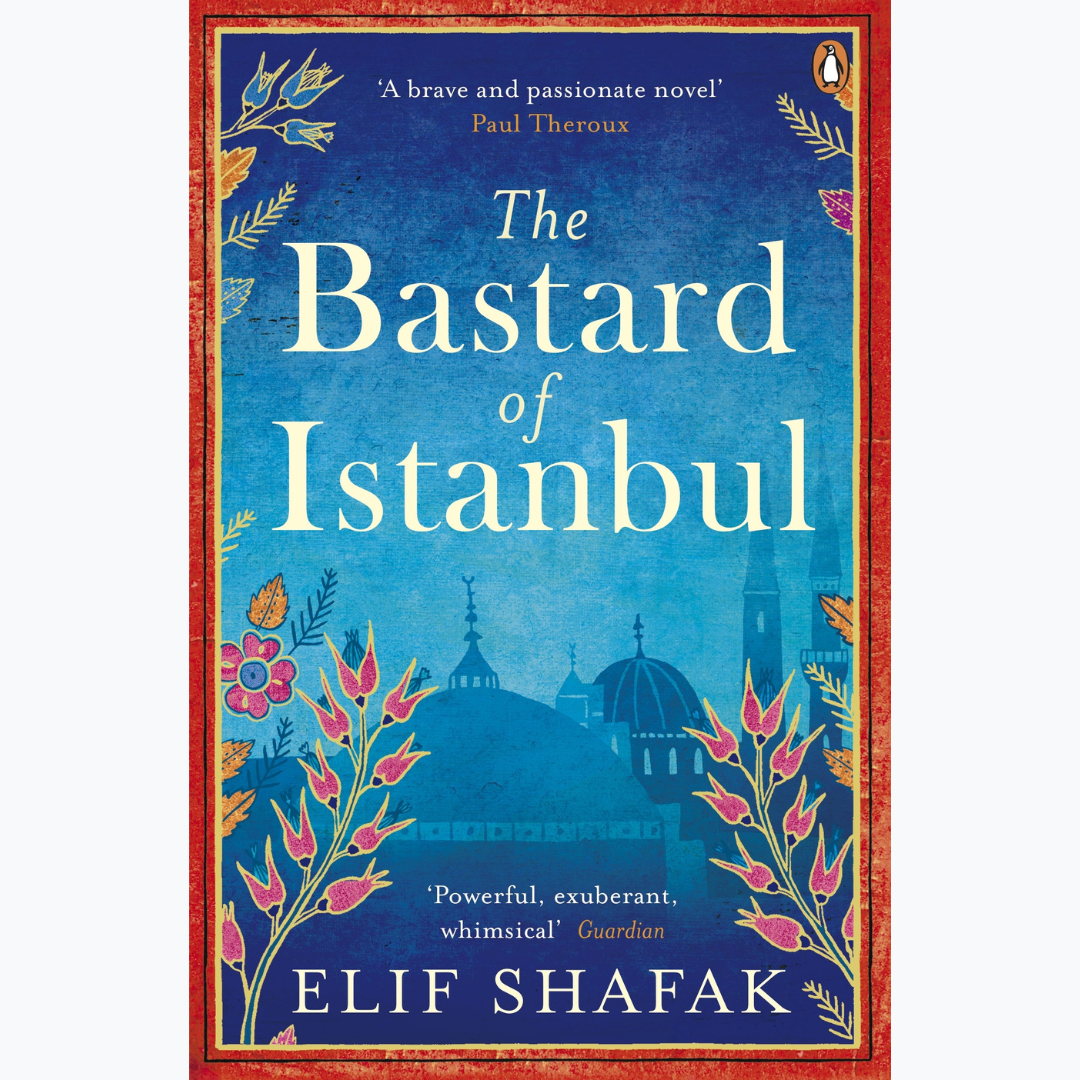 ‘A brave and passionate novel’
Paul Theroux
The
Bastard
of
Istanbul
‘Powerful, exuberant,
whimsical’ Guardian
ELIF SHAFAK